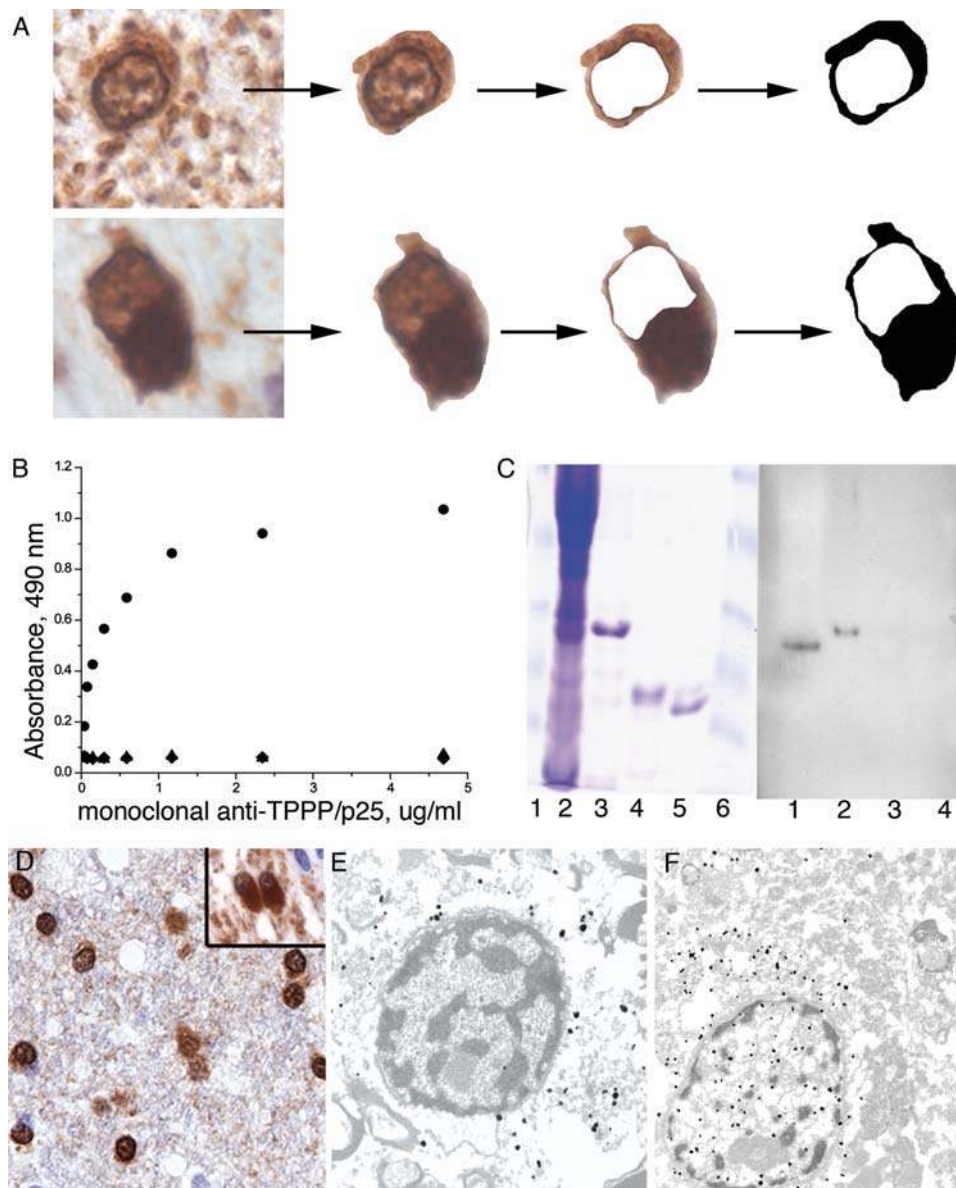 A
B
1.2
1.0
0.8
0.6
0.4
0.2
0.0
Absorbance, 490 nm
0 1 2 3 4 5
monoclonal anti-TPPP/p25, ug/ml
C
1 2 3 4 5 6
1 2 3 4
D
E
F